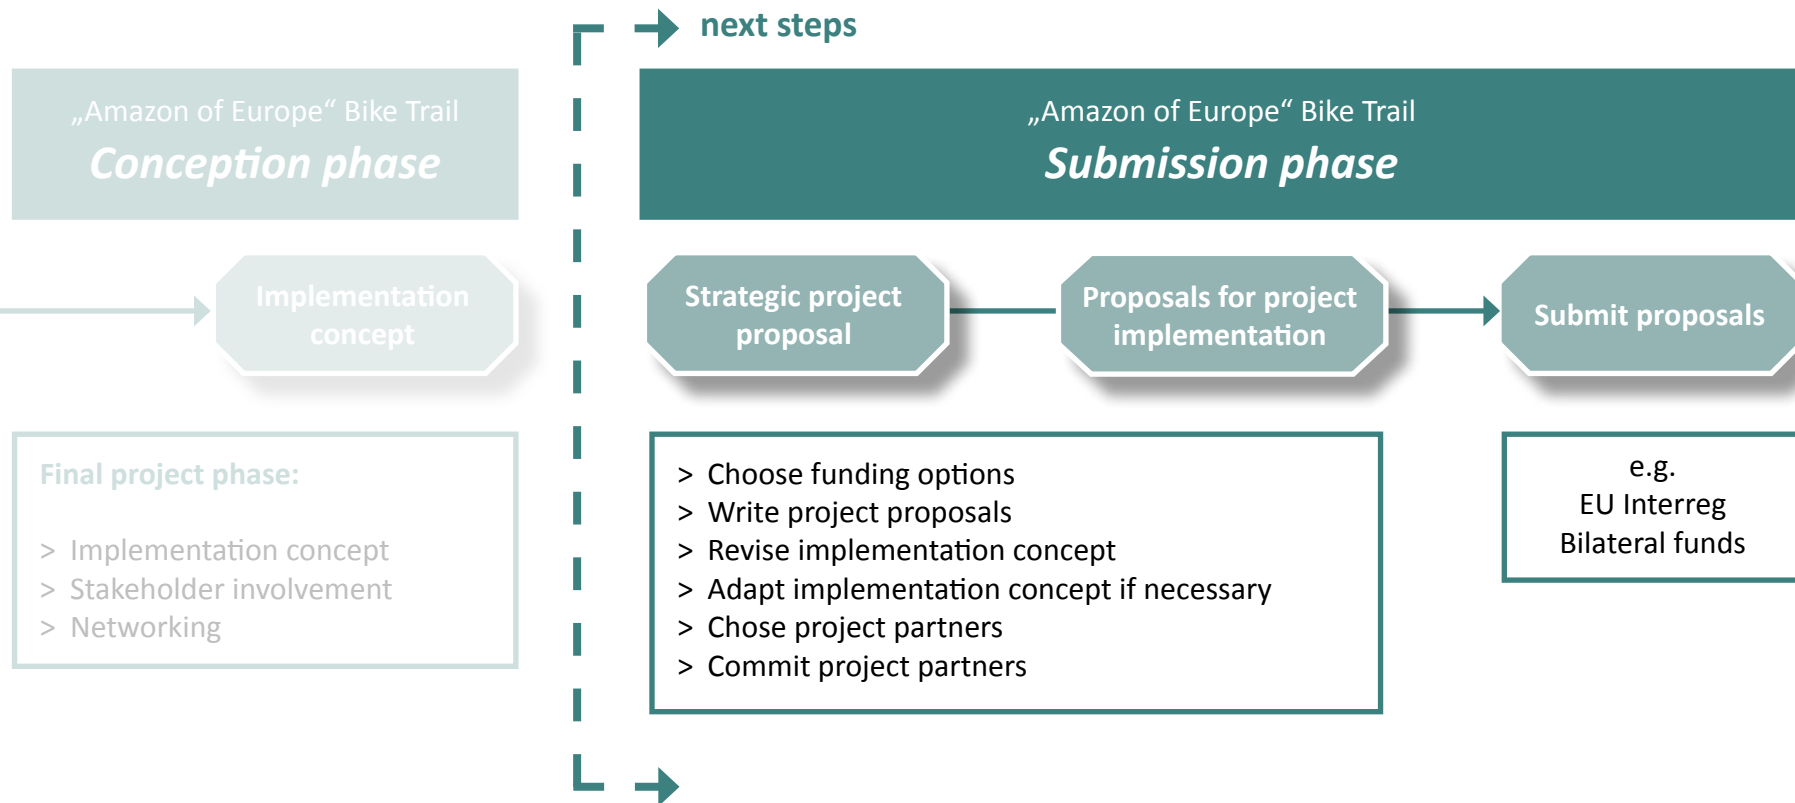 next steps
„Amazon of Europe“ Bike Trail
Conception phase
Implementation
concept
Final project phase:
> Implementation concept
> Stakeholder involvement
> Networking
„Amazon of Europe“ Bike Trail
Submission phase
Strategic project
proposal
Proposals for project
implementation
Submit proposals
> Choose funding options
> Write project proposals
> Revise implementation concept
> Adapt implementation concept if necessary
> Chose project partners
> Commit project partners
e.g.
EU Interreg
Bilateral funds